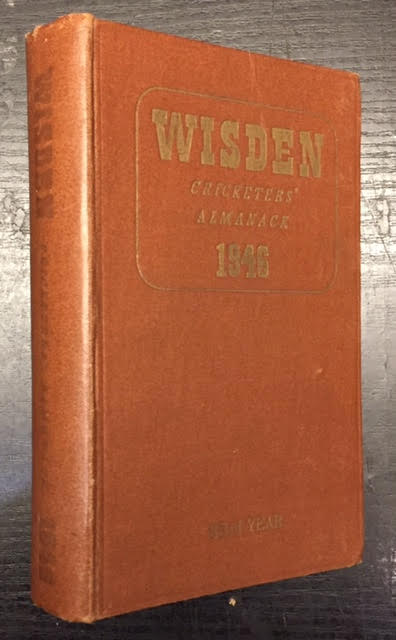 WISDEN
CRICKETERS'
ALMANACK
1946
YEAR
WISDEN